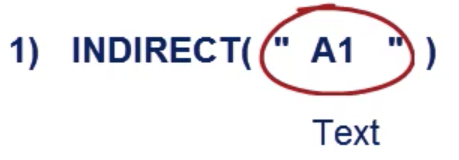 1) INDIRECT( " A1 " )
Text